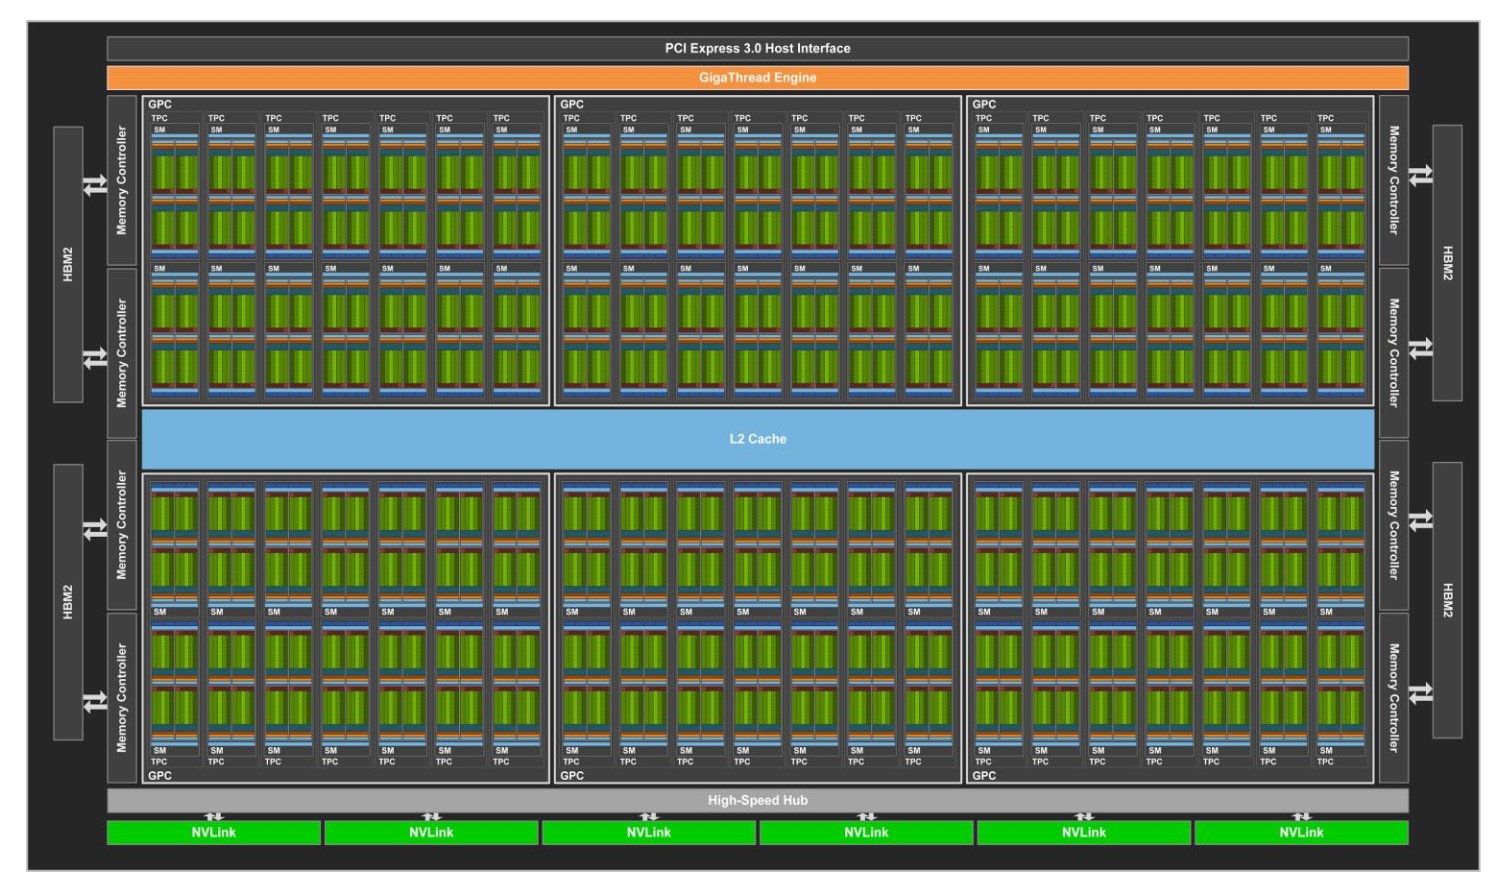 PCI Express 3.0 Host Interface
GigaThread Engine
GPC GPC GPC
TPC TPC TPC TPC TPC TPC TPC TPC TPC TPC TPC TPC TPC TPC TPC TPC TPC TPC TPC TPC TPC
SM SM SM SM SM SM SM SM SM SM SM SM SM SM SM SM SM SM SM SM SM
Memory Controller
Memory Controller
HBM2
HBM2
SM SM SM SM SM SM SM SM SM SM SM SM SM SM SM SM SM SM SM SM SM
Memory Controller
Memory Controller
L2 Cache
Memory Controller
Memory Controller
HBM2
HBM2
SM SM SM SM SM SM SM SM SM SM SM SM SM SM SM SM SM SM SM SM SM
Memory Controller
Memory Controller
SM SM SM SM SM SM SM SM SM SM SM SM SM SM SM SM SM SM SM SM SM
TPC TPC TPC TPC TPC TPC TPC TPC TPC TPC TPC TPC TPC TPC TPC TPC TPC TPC TPC TPC TPC
GPC GPC GPC
High-Speed Hub
NVLink NVLink NVLink NVLink NVLink NVLink